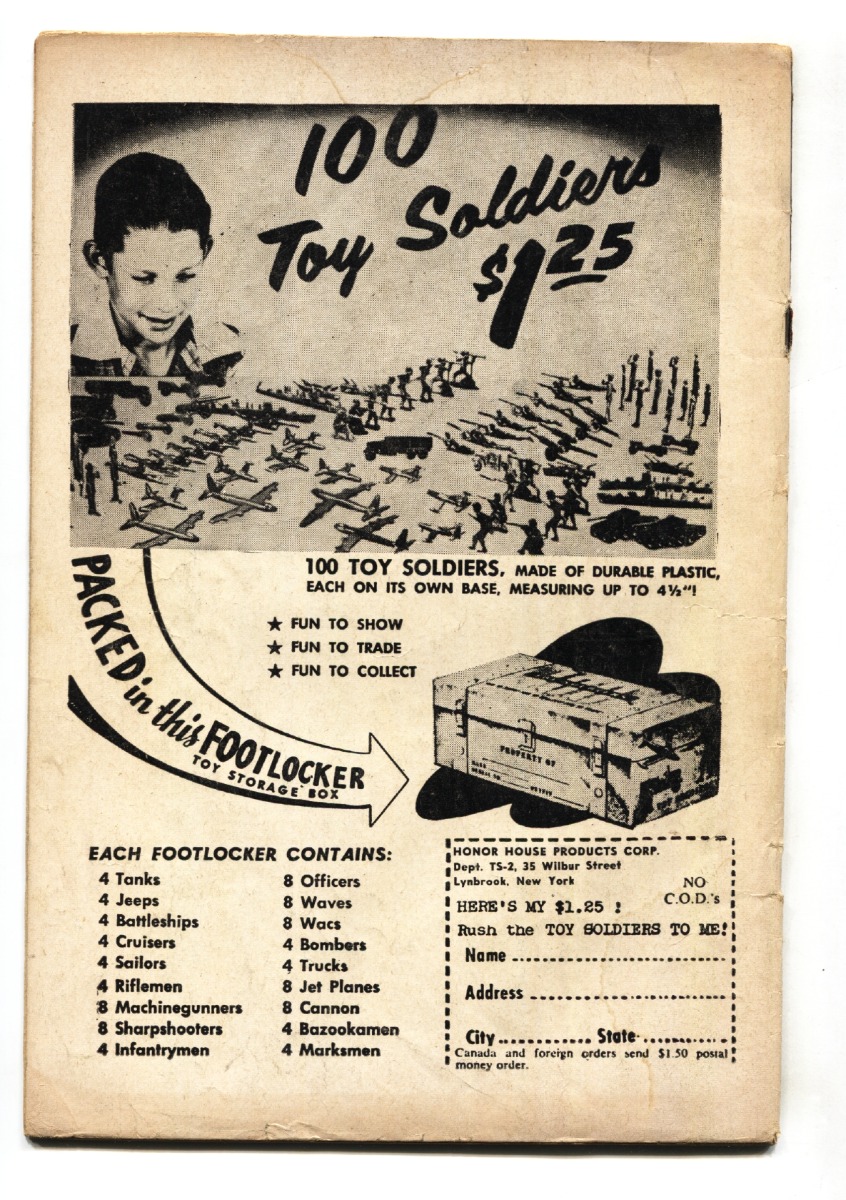 100
Toy Soldiers
$1.25
100 TOY SOLDIERS, MADE OF DURABLE PLASTIC,
EACH ON ITS OWN BASE, MEASURING UP TO 4½"!
★ FUN TO SHOW
★ FUN TO TRADE
★ FUN TO COLLECT
PACKED in this FOOTLOCKER
TOY STORAGE BOX
PROPERTY OF
EACH FOOTLOCKER CONTAINS:
4 Tanks
4 Jeeps
4 Battleships
4 Cruisers
4 Sailors
4 Riflemen
8 Machinegunners
8 Sharpshooters
4 Infantrymen
8 Officers
8 Waves
8 Wacs
4 Bombers
4 Trucks
8 Jet Planes
8 Cannon
4 Bazookamen
4 Marksmen
HONOR HOUSE PRODUCTS CORP.
Dept. TS-2, 35 Wilbur Street
Lynbrook, New York
NO
C.O.D.'s
HERE'S MY $1.25 !
Rush the TOY SOLDIERS TO ME!
Name
Address
City State
Canada and foreign orders send $1.50 postal
money order.